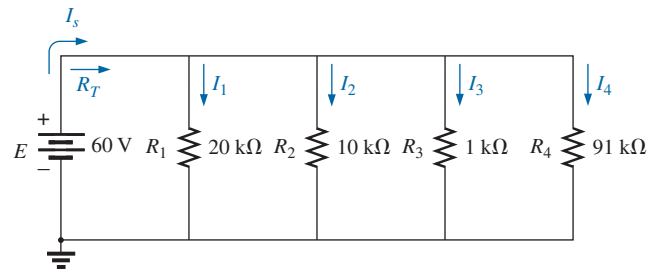 I_s
R_T I_1 I_2 I_3 I_4
+
E 60 V R_1 20 kΩ R_2 10 kΩ R_3 1 kΩ R_4 91 kΩ
–